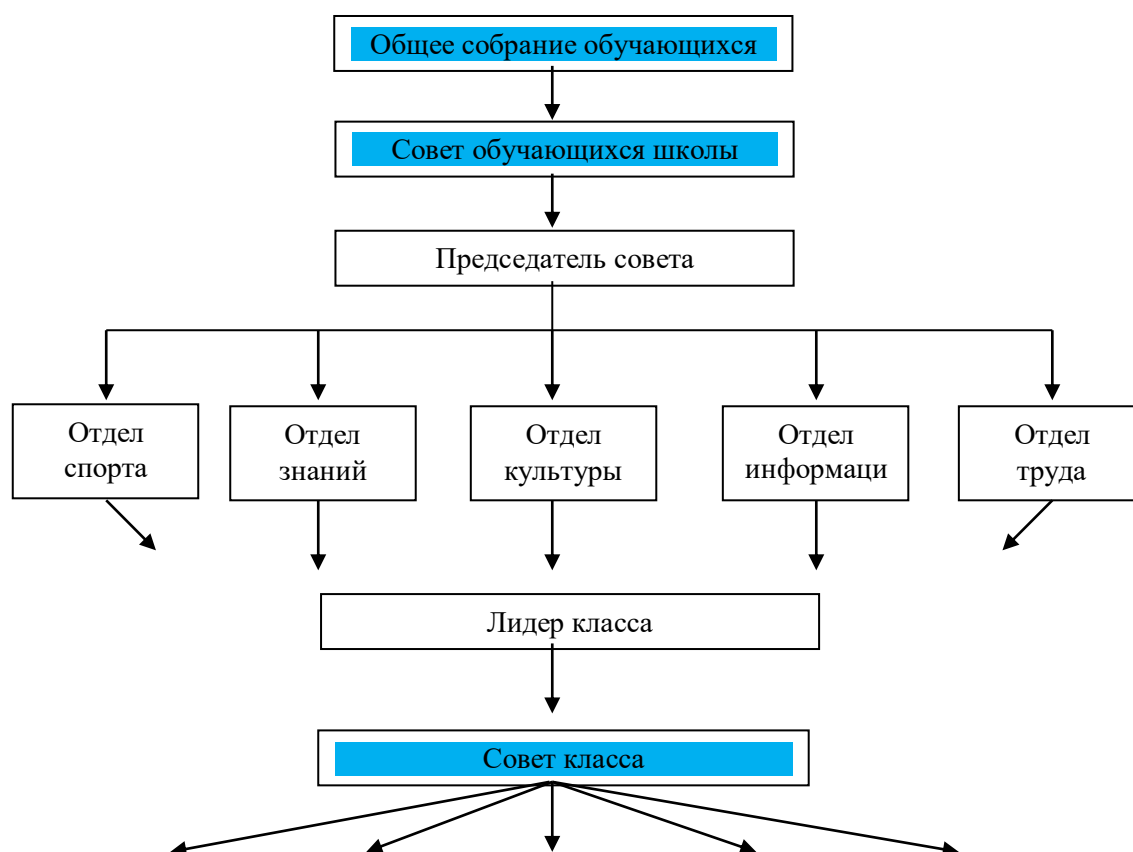 Общее собрание обучающихся
Совет обучающихся школы
Председатель совета
Отдел
спорта
Отдел
знаний
Отдел
культуры
Отдел
информаци
Отдел
труда
Лидер класса
Совет класса